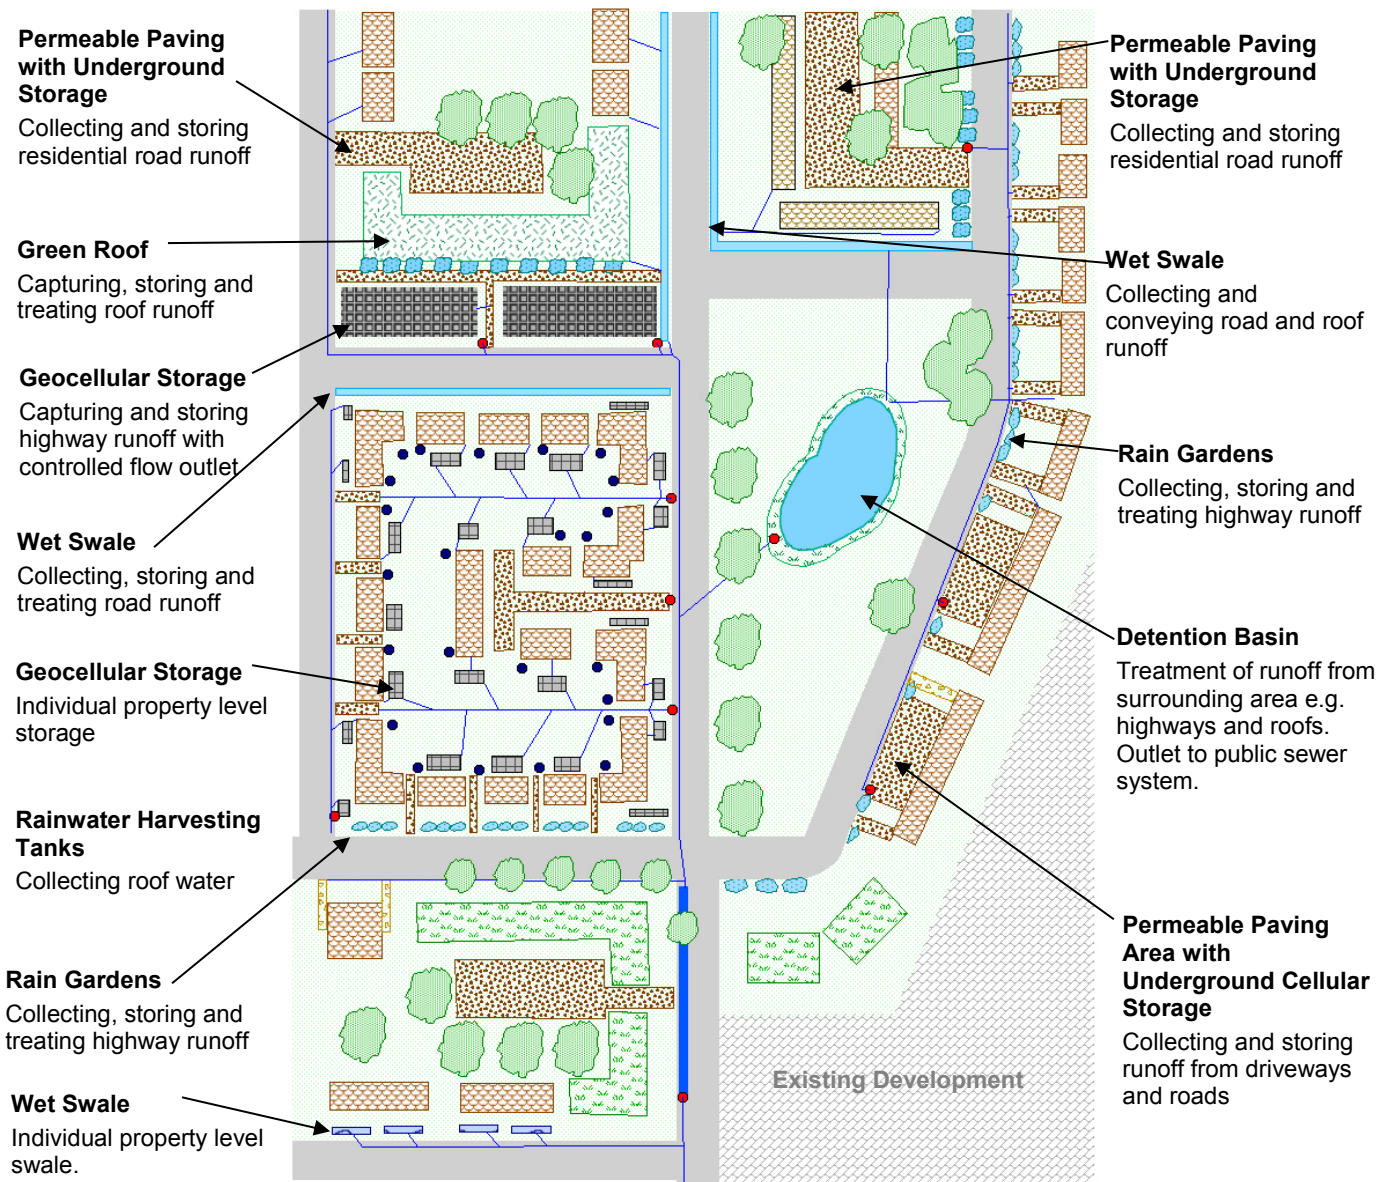 Permeable Paving
with Underground
Storage
Collecting and storing
residential road runoff
Green Roof
Capturing, storing and
treating roof runoff
Geocellular Storage
Capturing and storing
highway runoff with
controlled flow outlet
Wet Swale
Collecting, storing and
treating road runoff
Geocellular Storage
Individual property level
storage
Rainwater Harvesting
Tanks
Collecting roof water
Rain Gardens
Collecting, storing and
treating highway runoff
Wet Swale
Individual property level
swale.
Permeable Paving
with Underground
Storage
Collecting and storing
residential road runoff
Wet Swale
Collecting and
conveying road and roof
runoff
Rain Gardens
Collecting, storing and
treating highway runoff
Detention Basin
Treatment of runoff from
surrounding area e.g.
highways and roofs.
Outlet to public sewer
system.
Permeable Paving
Area with
Underground Cellular
Storage
Collecting and storing
runoff from driveways
and roads
Existing Development